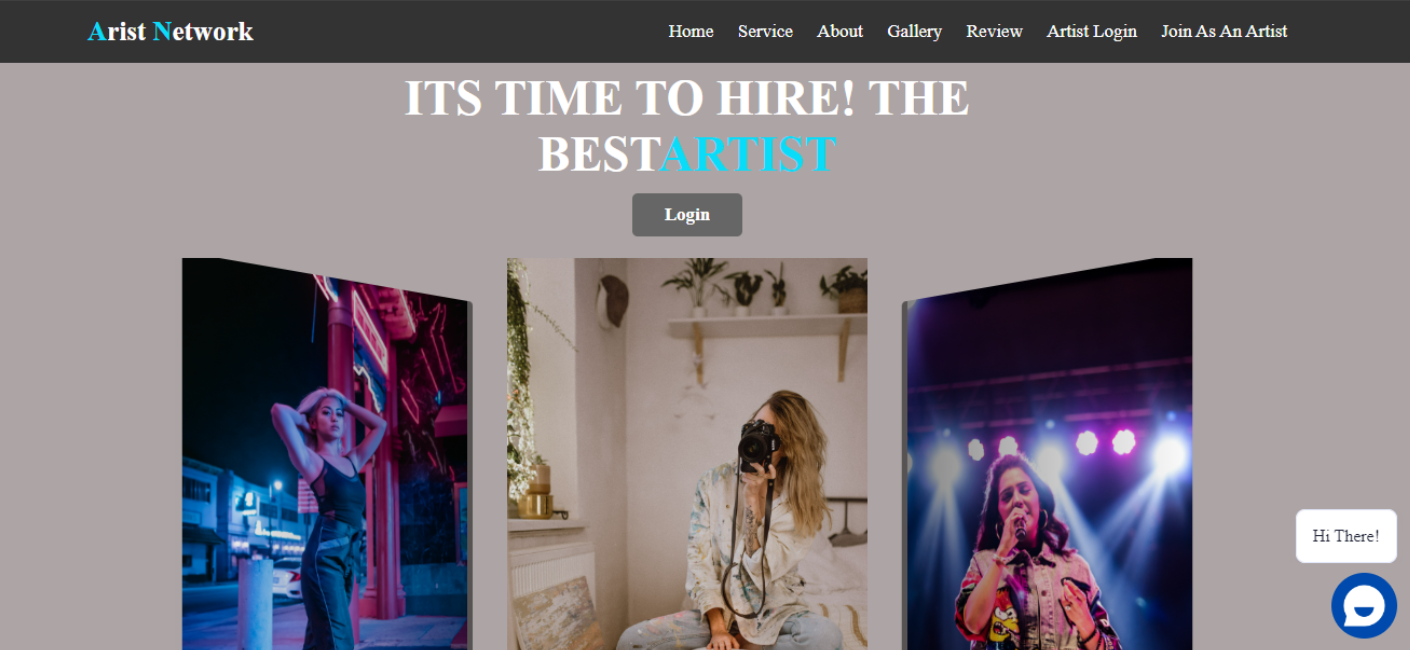 Arist Network
Home Service About Gallery Review Artist Login Join As An Artist
ITS TIME TO HIRE! THE
BESTARTIST
Login
Hi There!